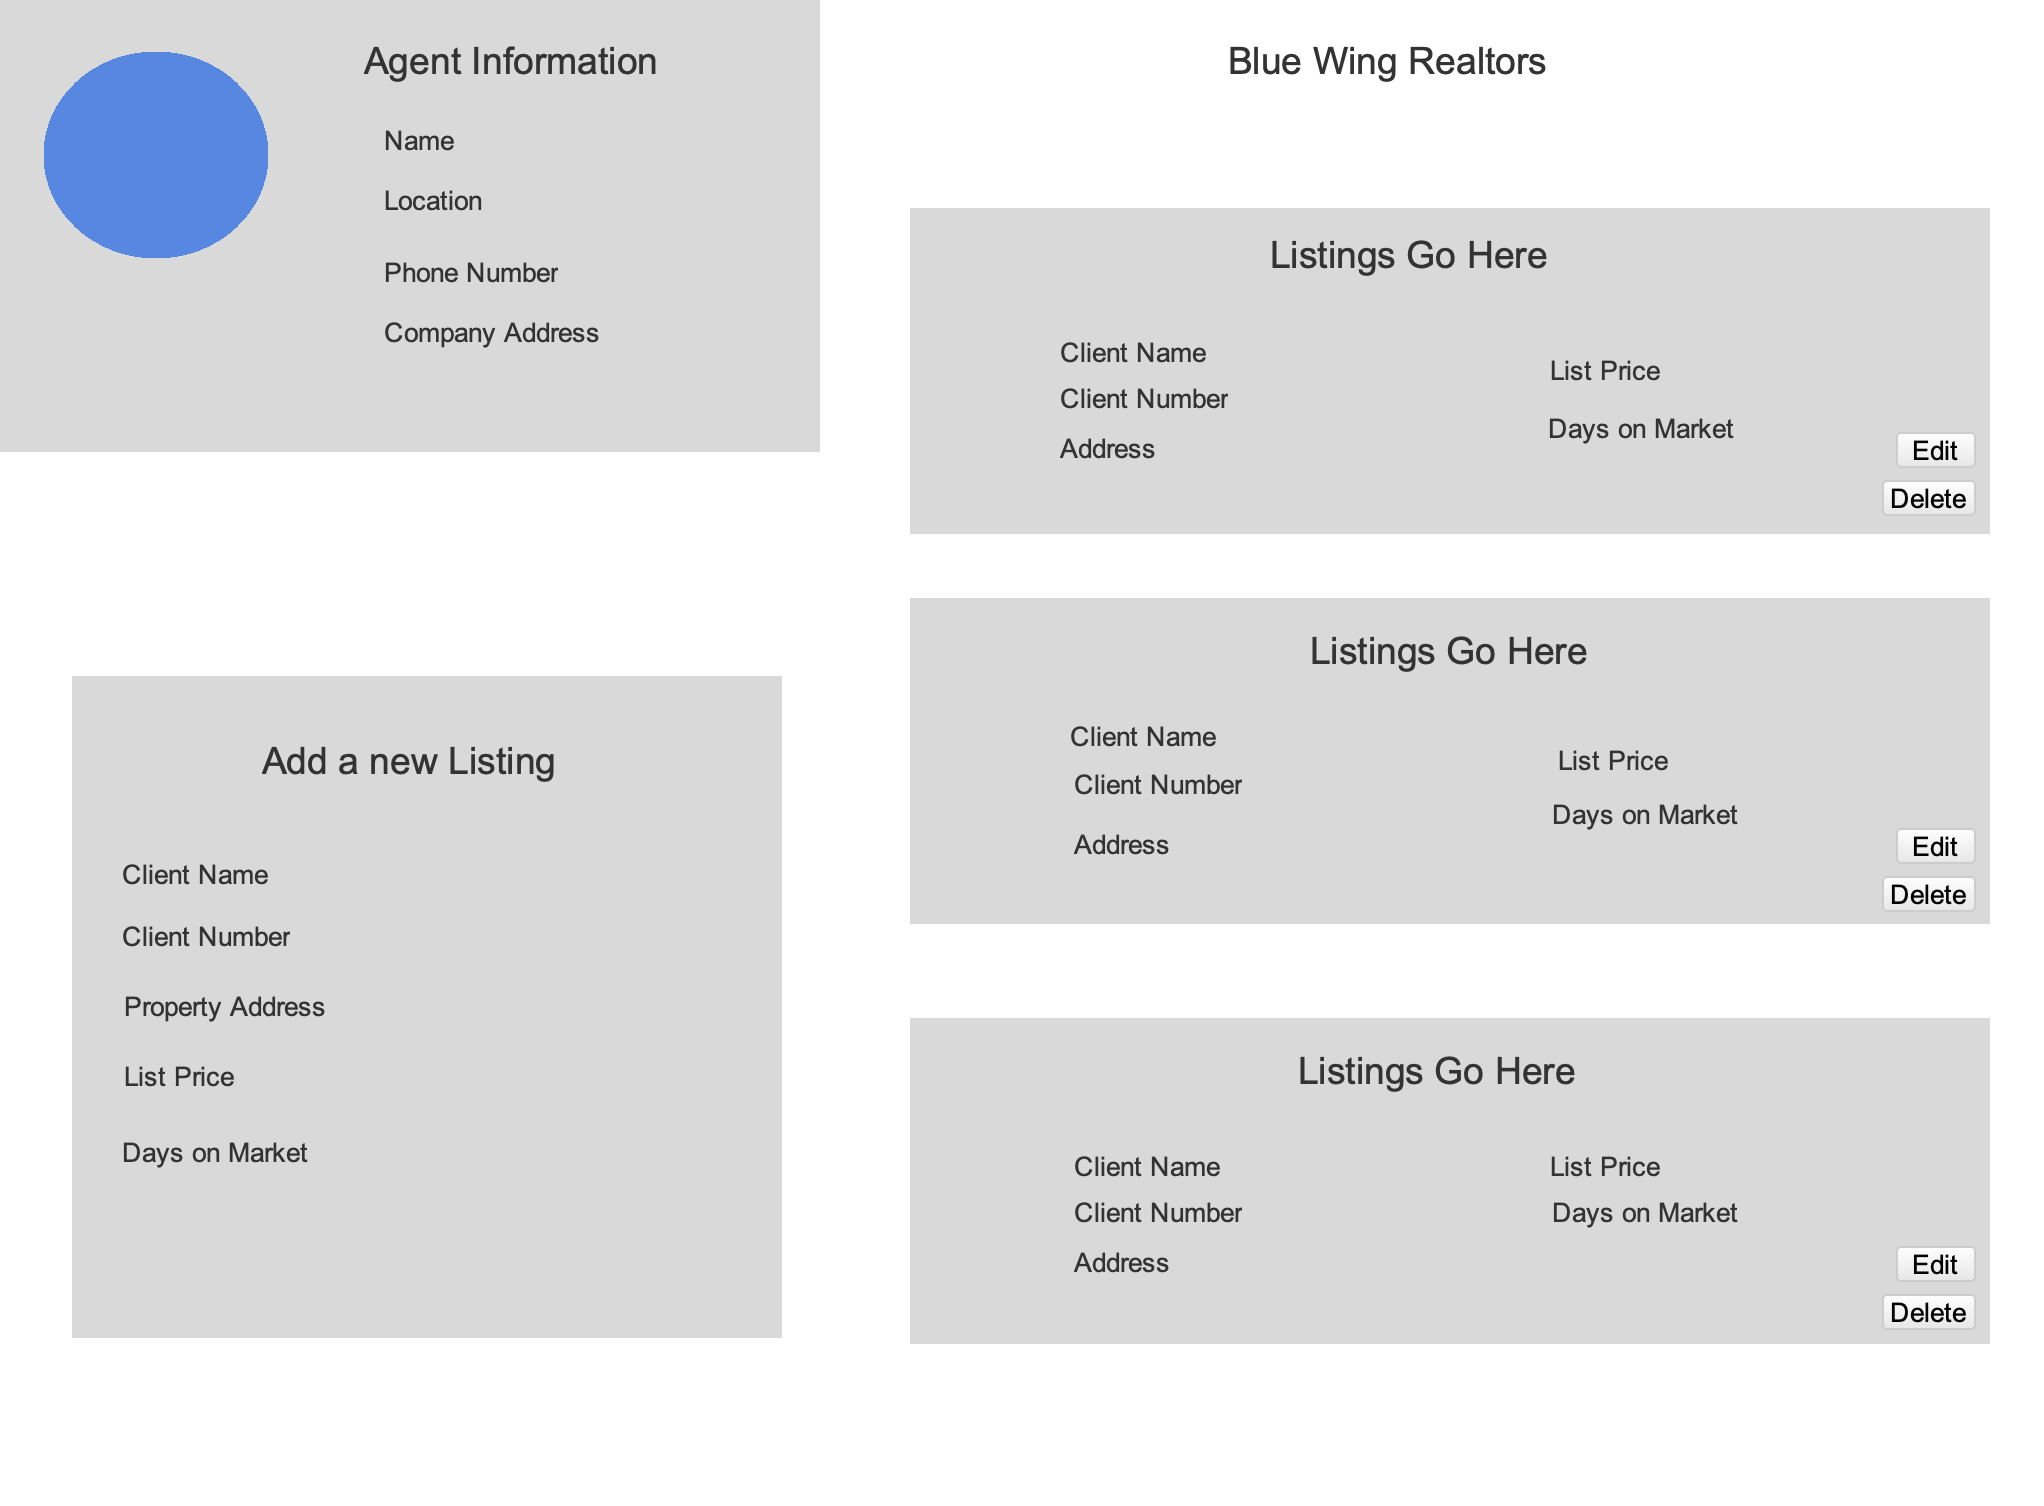 Agent Information
Name
Location
Phone Number
Company Address
Add a new Listing
Client Name
Client Number
Property Address
List Price
Days on Market
Blue Wing Realtors
Listings Go Here
Client Name
Client Number
Address
List Price
Days on Market
Edit
Delete
Listings Go Here
Client Name
Client Number
Address
List Price
Days on Market
Edit
Delete
Listings Go Here
Client Name
Client Number
Address
List Price
Days on Market
Edit
Delete